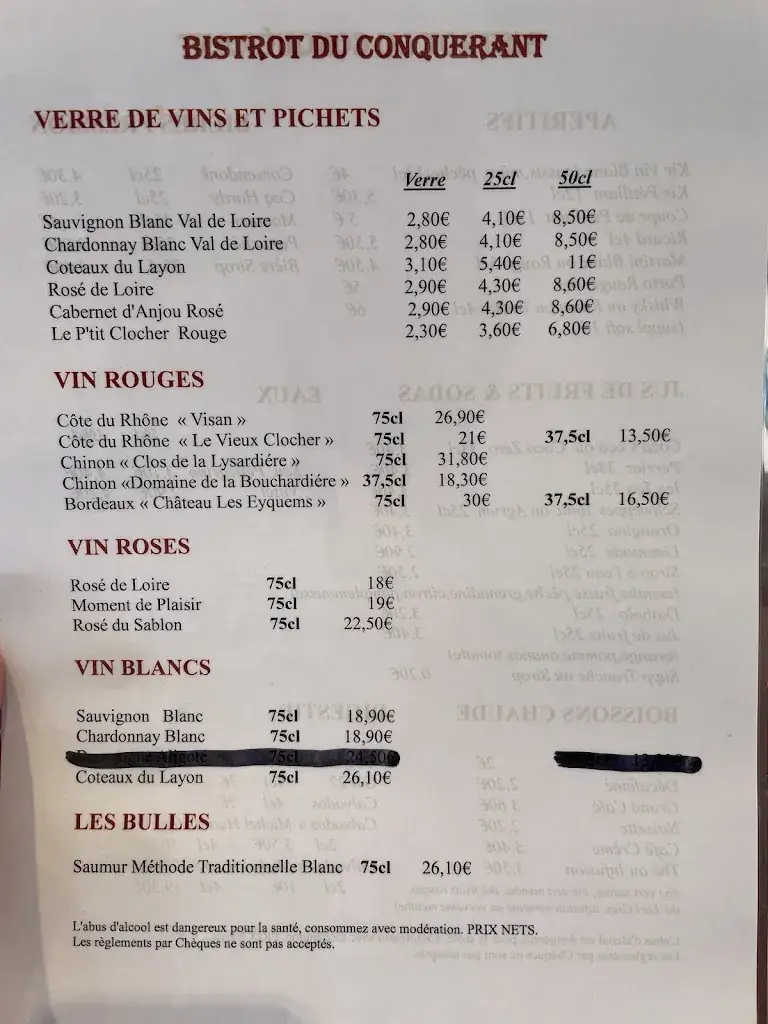 BISTROT DU CONQUERANT
VERRE DE VINS ET PICHETS
Verre 25cl 50cl
Sauvignon Blanc Val de Loire 2,80€ 4,10€ 8,50€
Chardonnay Blanc Val de Loire 2,80€ 4,10€ 8,50€
Coteaux du Layon 3,10€ 5,40€ 11€
Rosé de Loire 2,90€ 4,30€ 8,60€
Cabernet d'Anjou Rosé 2,90€ 4,30€ 8,60€
Le P'tit Clocher Rouge 2,30€ 3,60€ 6,80€
VIN ROUGES
Côte du Rhône « Visan » 75cl 26,90€
Côte du Rhône « Le Vieux Clocher » 75cl 21€ 37,5cl 13,50€
Chinon « Clos de la Lysardiére » 75cl 31,80€
Chinon «Domaine de la Bouchardiére » 37,5cl 18,30€
Bordeaux « Château Les Eyquems » 75cl 30€ 37,5cl 16,50€
VIN ROSES
Rosé de Loire 75cl 18€
Moment de Plaisir 75cl 19€
Rosé du Sablon 75cl 22,50€
VIN BLANCS
Sauvignon Blanc 75cl 18,90€
Chardonnay Blanc 75cl 18,90€
Aligoté 75cl 24,50€
Coteaux du Layon 75cl 26,10€
LES BULLES
Saumur Méthode Traditionnelle Blanc 75cl 26,10€
L'abus d'alcool est dangereux pour la santé, consommez avec modération. PRIX NETS.
Les règlements par Chèques ne sont pas acceptés.